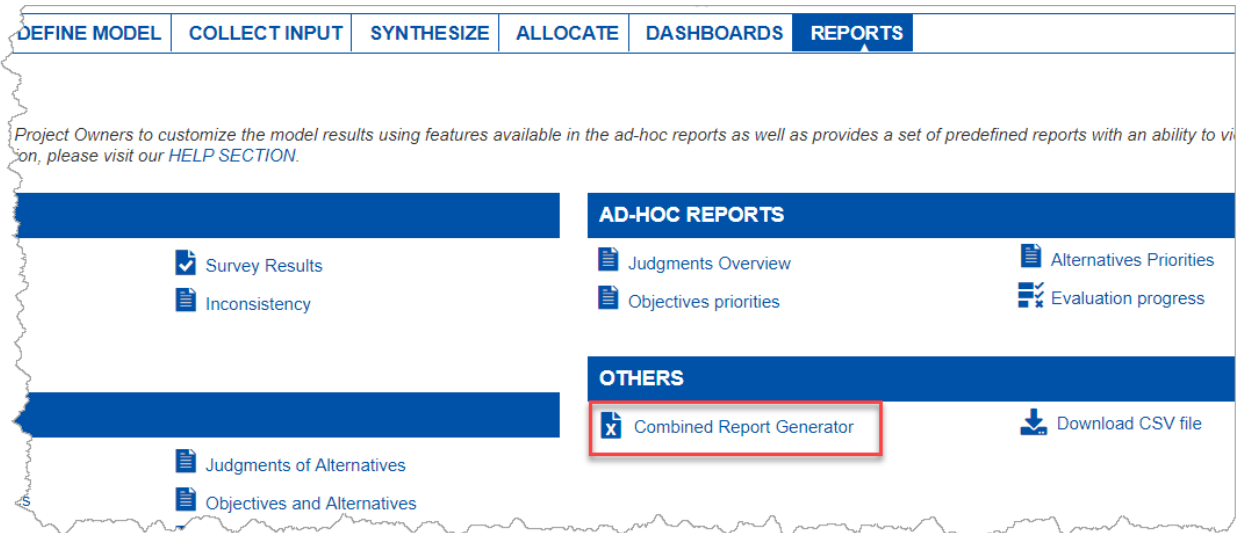 DEFINE MODEL COLLECT INPUT SYNTHESIZE ALLOCATE DASHBOARDS REPORTS
Project Owners to customize the model results using features available in the ad-hoc reports as well as provides a set of predefined reports with an ability to
please visit our HELP SECTION.
Survey Results
Inconsistency
AD-HOC REPORTS
Judgments Overview
Alternatives Priorities
Objectives priorities
Evaluation progress
Judgments of Alternatives
Objectives and Alternatives
OTHERS
Combined Report Generator
Download CSV file